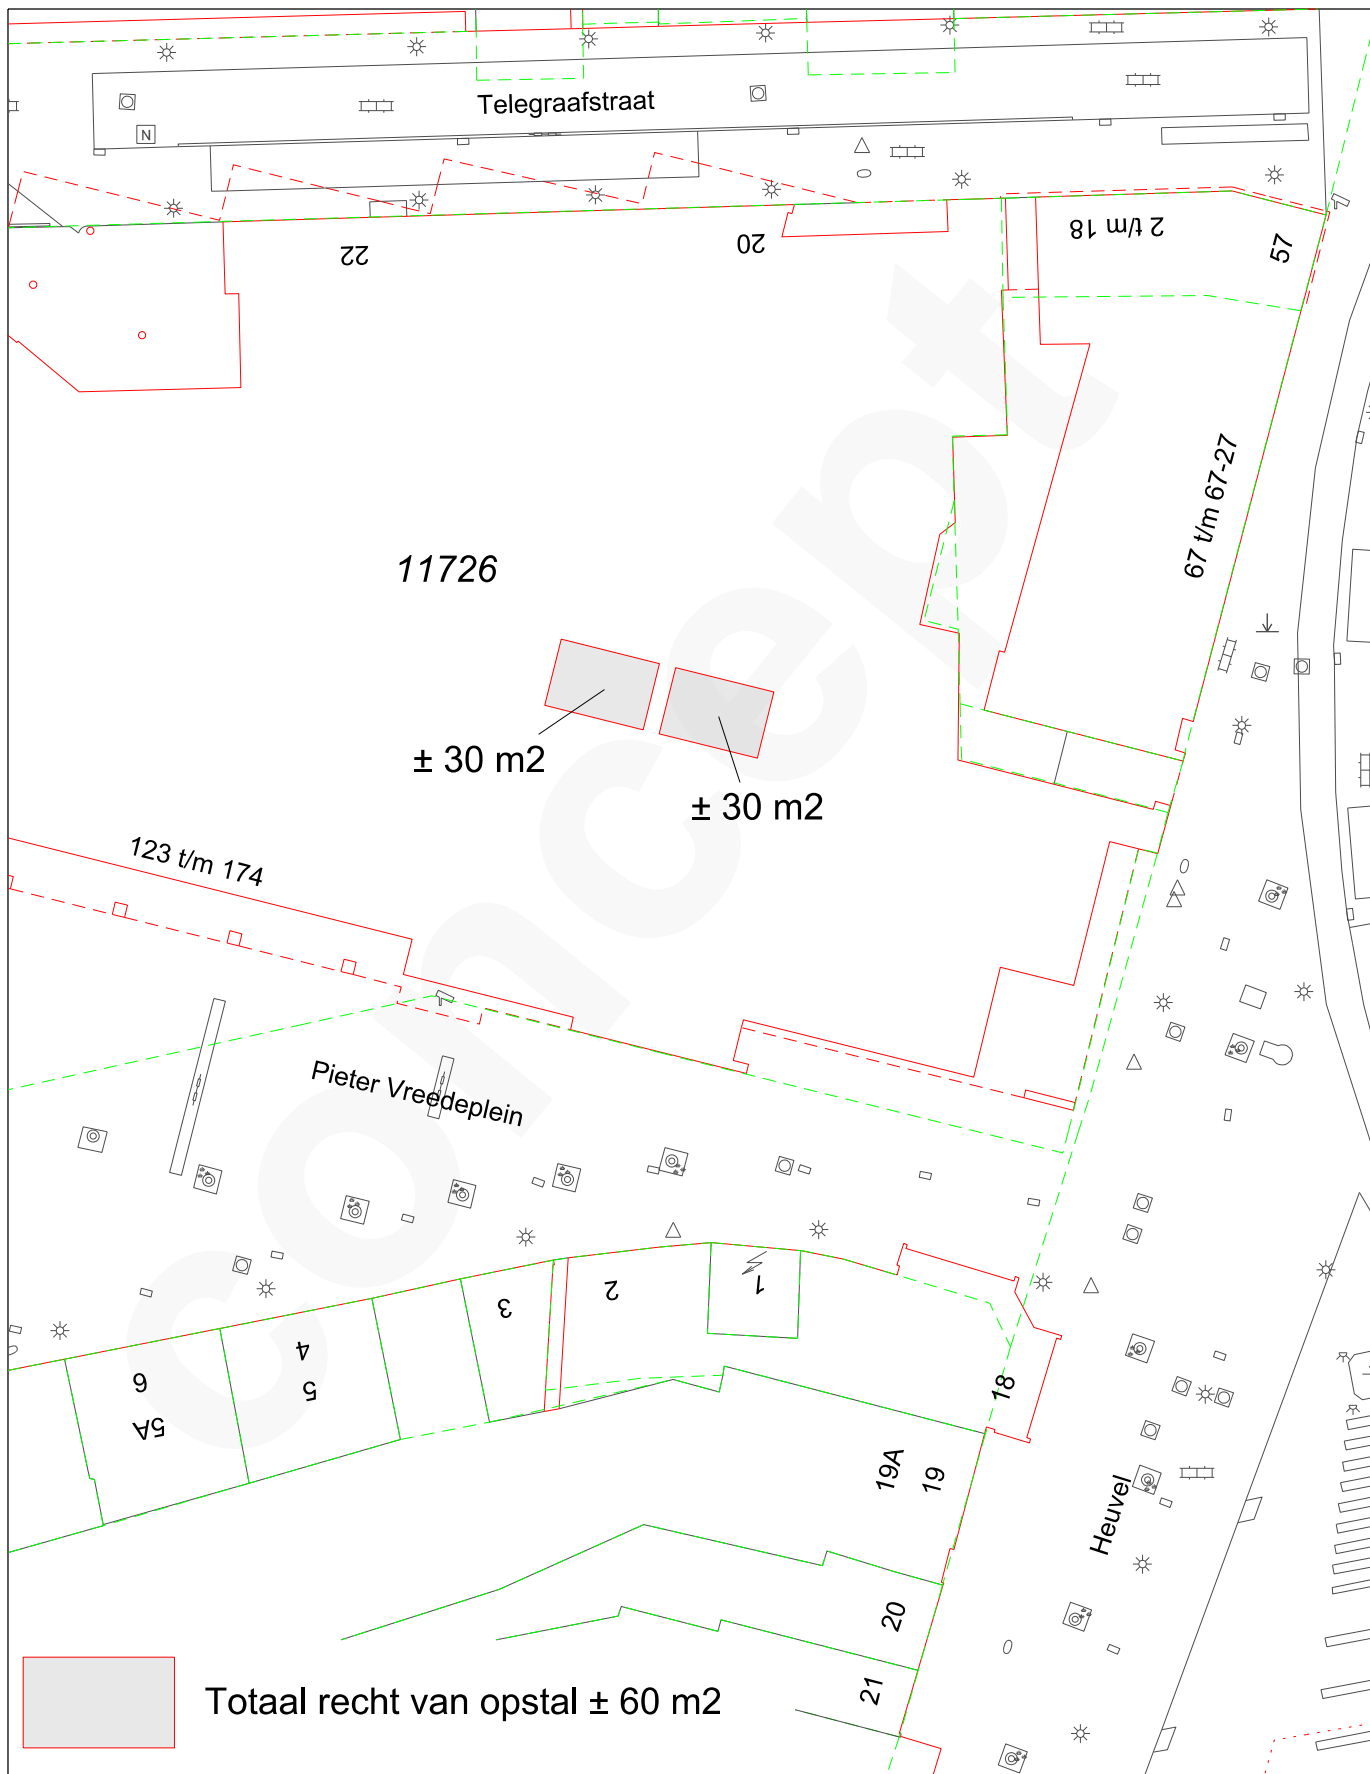 Telegraafstraat
N
22
20
2 t/m 18
57
67 t/m 67-27
11726
± 30 m2
± 30 m2
123 t/m 174
Pieter Vreedeplein
concept
1
2
3
4
5
6
5A
18
19A
19
Heuvel
20
21
Totaal recht van opstal ± 60 m2